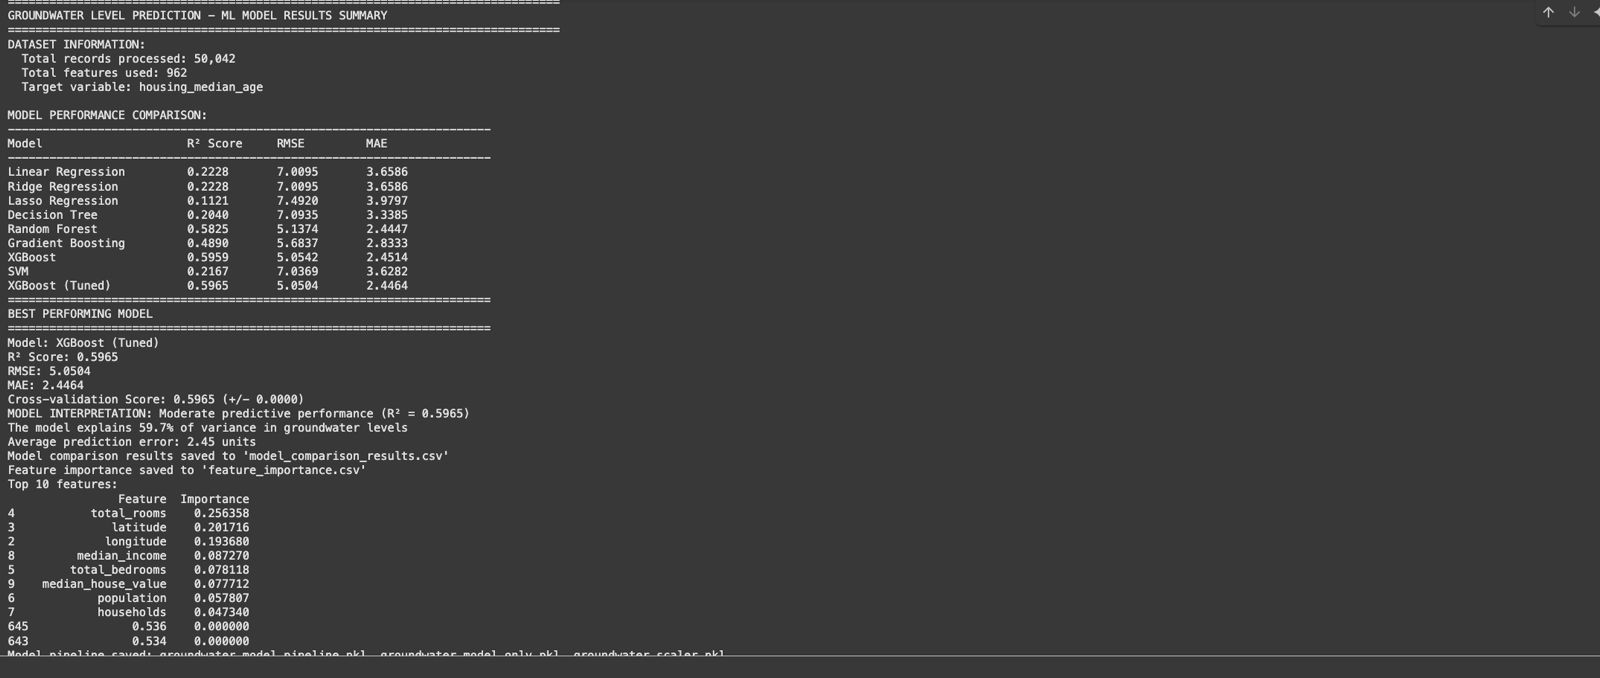 ================================================================================
GROUNDWATER LEVEL PREDICTION - ML MODEL RESULTS SUMMARY
================================================================================
DATASET INFORMATION:
  Total records processed: 50,042
  Total features used: 962
  Target variable: housing_median_age
MODEL PERFORMANCE COMPARISON:
----------------------------------------------------------------------
Model                     R² Score     RMSE         MAE
----------------------------------------------------------------------
Linear Regression         0.2228       7.0095       3.6586
Ridge Regression          0.2228       7.0095       3.6586
Lasso Regression          0.1121       7.4920       3.9797
Decision Tree             0.2040       7.0935       3.3385
Random Forest             0.5825       5.1374       2.4447
Gradient Boosting         0.4890       5.6837       2.8333
XGBoost                   0.5959       5.0542       2.4514
SVM                       0.2167       7.0369       3.6282
XGBoost (Tuned)           0.5965       5.0504       2.4464
======================================================================
BEST PERFORMING MODEL
======================================================================
Model: XGBoost (Tuned)
R² Score: 0.5965
RMSE: 5.0504
MAE: 2.4464
Cross-validation Score: 0.5965 (+/- 0.0000)
MODEL INTERPRETATION: Moderate predictive performance (R² = 0.5965)
The model explains 59.7% of variance in groundwater levels
Average prediction error: 2.45 units
Model comparison results saved to 'model_comparison_results.csv'
Feature importance saved to 'feature_importance.csv'
Top 10 features:
                Feature  Importance
4           total_rooms    0.256358
3              latitude    0.201716
2             longitude    0.193680
8         median_income    0.087270
5        total_bedrooms    0.078118
9    median_house_value    0.077712
6            population    0.057807
7            households    0.047340
645               0.536    0.000000
643               0.534    0.000000
Model pipeline saved: groundwater_model_pipeline.pkl, groundwater_model_only.pkl, groundwater_scaler.pkl